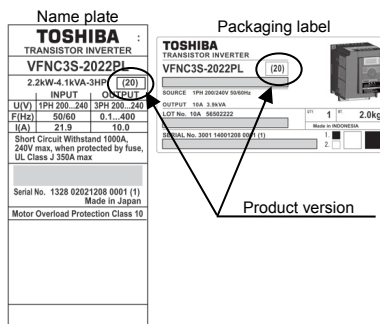 Name plate
TOSHIBA :
TRANSISTOR INVERTER
VFNC3S-2022PL
2.2kW-4.1kVA-3HP (20)
INPUT OUTPUT
U(V) 1PH 200...240 3PH 200...240
F(Hz) 50/60 0.1...400
I(A) 21.9 10.0
Short Circuit Withstand 1000A,
240V max, when protected by fuse,
UL Class J 350A max
Serial No. 1328 02021208 0001 (1)
Made in Japan
Motor Overload Protection Class 10
Packaging label
TOSHIBA
TRANSISTOR INVERTER
VFNC3S-2022PL (20)
SOURCE 1PH 200/240V 50/60Hz
OUTPUT 10A 3.9kVA
LOT No. 10A 56502222
QTY. 1 WT. 2.0kg
Made in INDONESIA
SERIAL No. 3001 14001208 0001 (1)
1.
2.
Product version